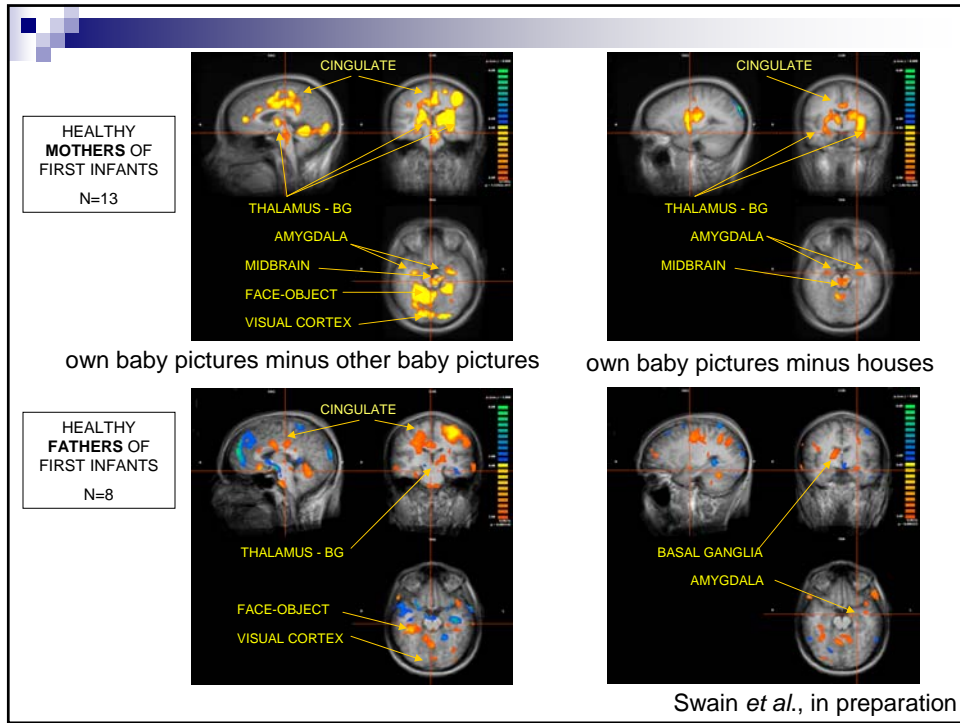 HEALTHY
MOTHERS OF
FIRST INFANTS
N=13
CINGULATE
THALAMUS - BG
AMYGDALA
MIDBRAIN
FACE-OBJECT
VISUAL CORTEX
own baby pictures minus other baby pictures
CINGULATE
THALAMUS - BG
AMYGDALA
MIDBRAIN
own baby pictures minus houses
HEALTHY
FATHERS OF
FIRST INFANTS
N=8
CINGULATE
THALAMUS - BG
FACE-OBJECT
VISUAL CORTEX
BASAL GANGLIA
AMYGDALA
Swain et al., in preparation